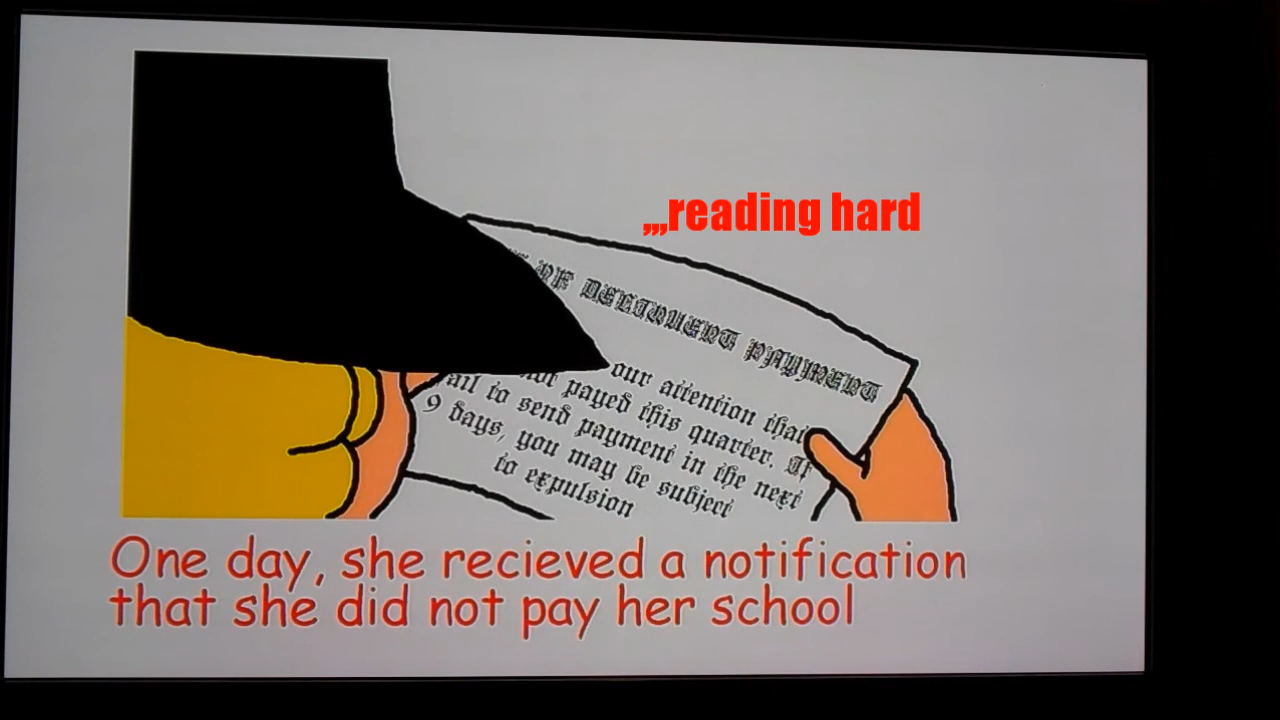 ,,,reading hard
OF DELINQUENT PAYMENT
our attention that
not payed this quarter. If
ail to send payment in the next
9 days, you may be subject
to expulsion
One day, she recieved a notification
that she did not pay her school